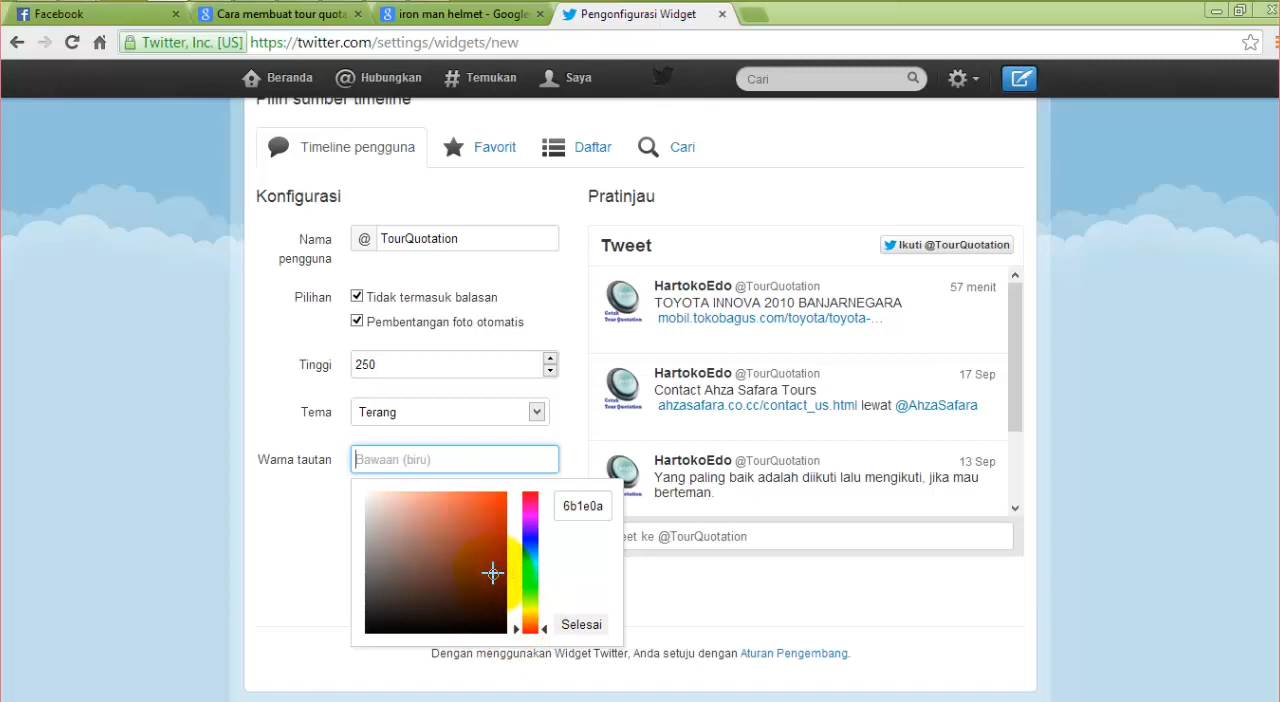 Facebook
Cara membuat tour quota
iron man helmet - Google
Pengonfigurasi Widget
Twitter, Inc. [US] https://twitter.com/settings/widgets/new
Beranda
Hubungkan
Temukan
Saya
Cari
Pilih sumber timeline
Timeline pengguna
Favorit
Daftar
Cari
Konfigurasi
Nama pengguna
@ TourQuotation
Pilihan
Tidak termasuk balasan
Pembentangan foto otomatis
Tinggi
250
Tema
Terang
Warna tautan
Bawaan (biru)
6b1e0a
Selesai
Pratinjau
Tweet
Ikuti @TourQuotation
HartokoEdo @TourQuotation
57 menit
TOYOTA INNOVA 2010 BANJARNEGARA
mobil.tokobagus.com/toyota/toyota-…
HartokoEdo @TourQuotation
17 Sep
Contact Ahza Safara Tours
ahzasafara.co.cc/contact_us.html lewat @AhzaSafara
HartokoEdo @TourQuotation
13 Sep
Yang paling baik adalah diikuti lalu mengikuti, jika mau
berteman.
eet ke @TourQuotation
Dengan menggunakan Widget Twitter, Anda setuju dengan Aturan Pengembang.